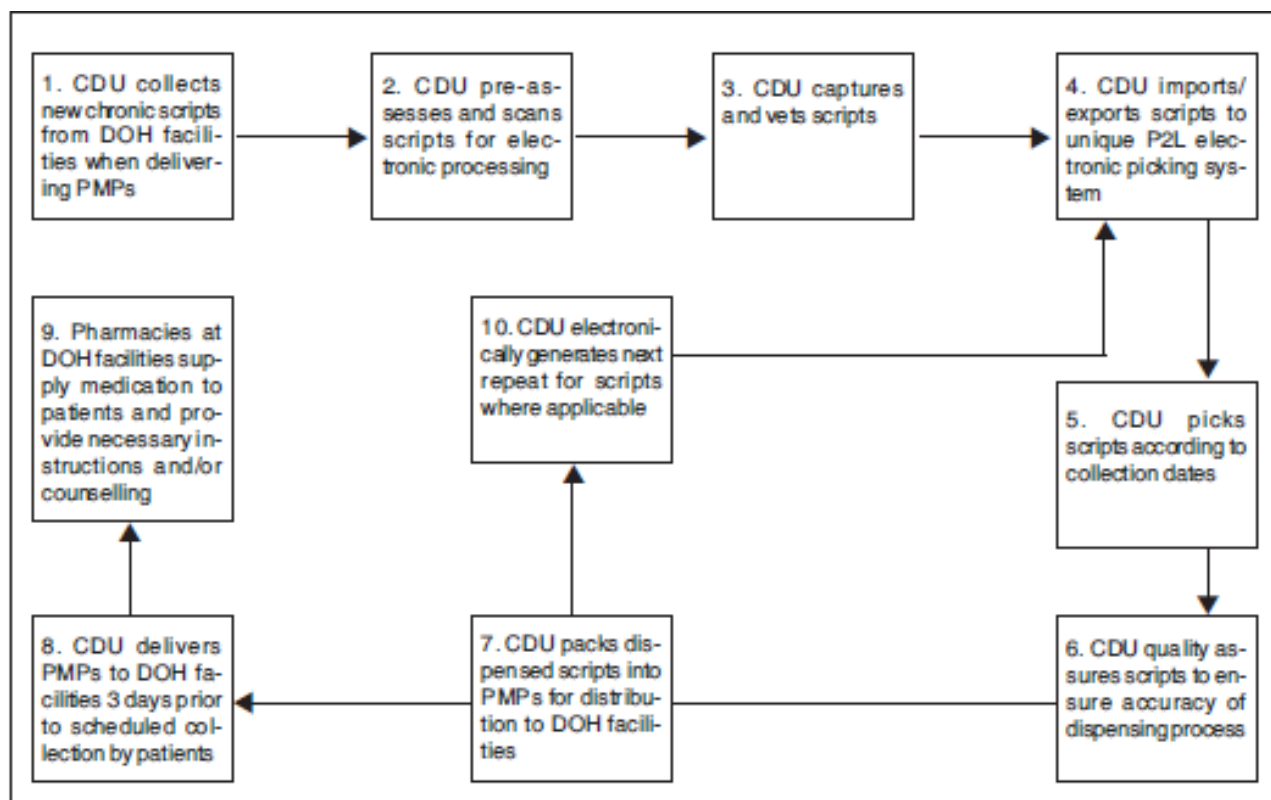 1. CDU collects
new chronic scripts
from DOH facili-
ties when deliver-
ing PMPs
2. CDU pre-as-
sesses and scans
scripts for elec-
tronic processing
3. CDU captures
and vets scripts
4. CDU imports/
exports scripts to
unique P2L elec-
tronic picking sys-
tem
5. CDU picks
scripts according to
collection dates
6. CDU quality as-
sures scripts to en-
sure accuracy of
dispensing process
7. CDU packs dis-
pensed scripts into
PMPs for distribu-
tion to DOH facili-
ties
8. CDU delivers
PMPs to DOH fa-
cilities 3 days prior
to scheduled col-
lection by patients
9. Pharmacies at
DOH facilities sup-
ply medication to
patients and pro-
vide necessary in-
structions and/or
counselling
10. CDU electroni-
cally generates next
repeat for scripts
where applicable